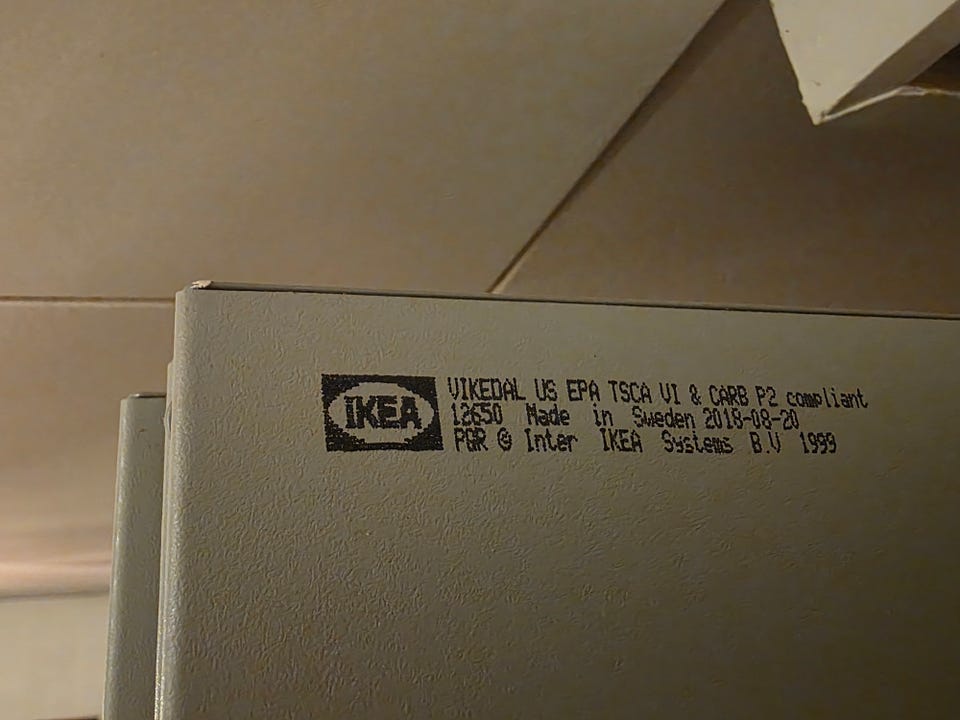 IKEA
VIKEDAL US EPA TSCA VI & CARB P2 compliant
12650 Made in Sweden 2018-08-20
PGR © Inter IKEA Systems B.V 1999